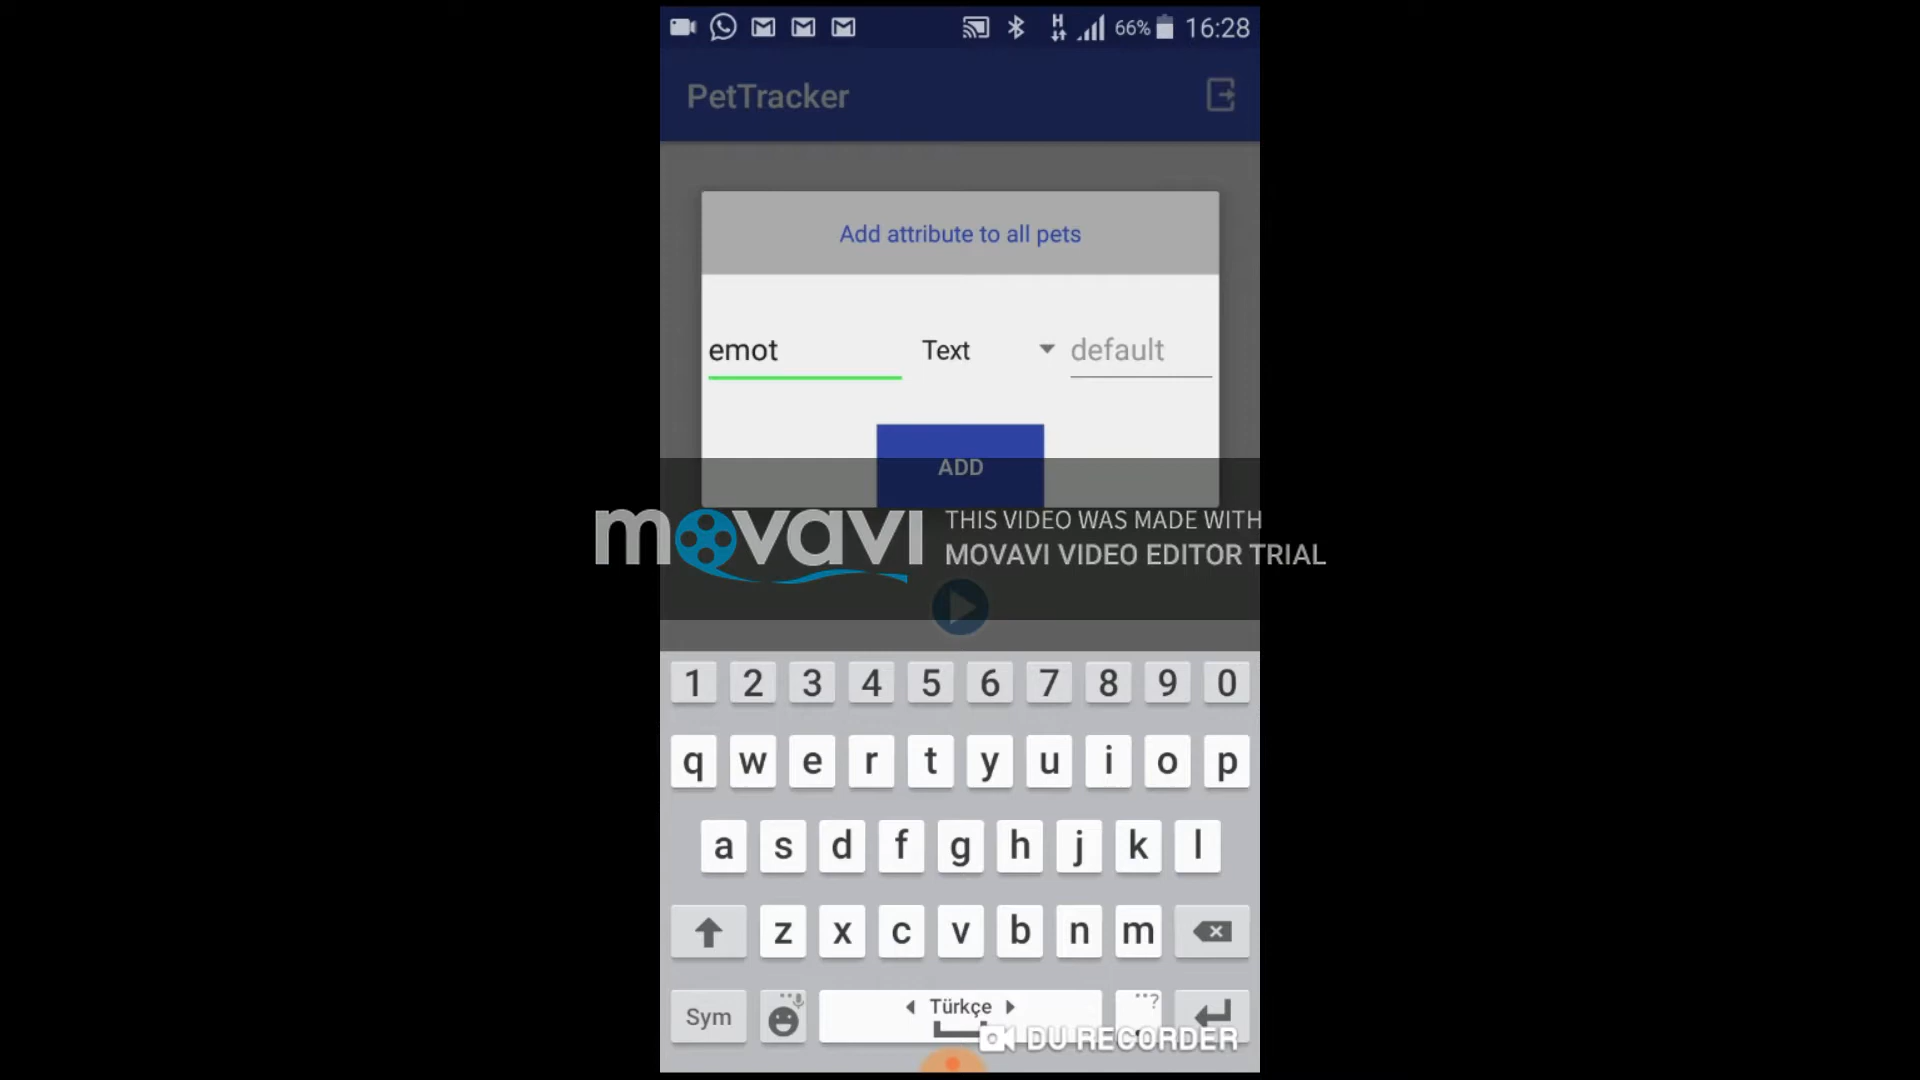 H 66% 16:28
PetTracker
Add attribute to all pets
emot Text default
ADD
movavi THIS VIDEO WAS MADE WITH
MOVAVI VIDEO EDITOR TRIAL
1 2 3 4 5 6 7 8 9 0
q w e r t y u i o p
a s d f g h j k l
z x c v b n m
Sym Türkçe . ?
DU RECORDER